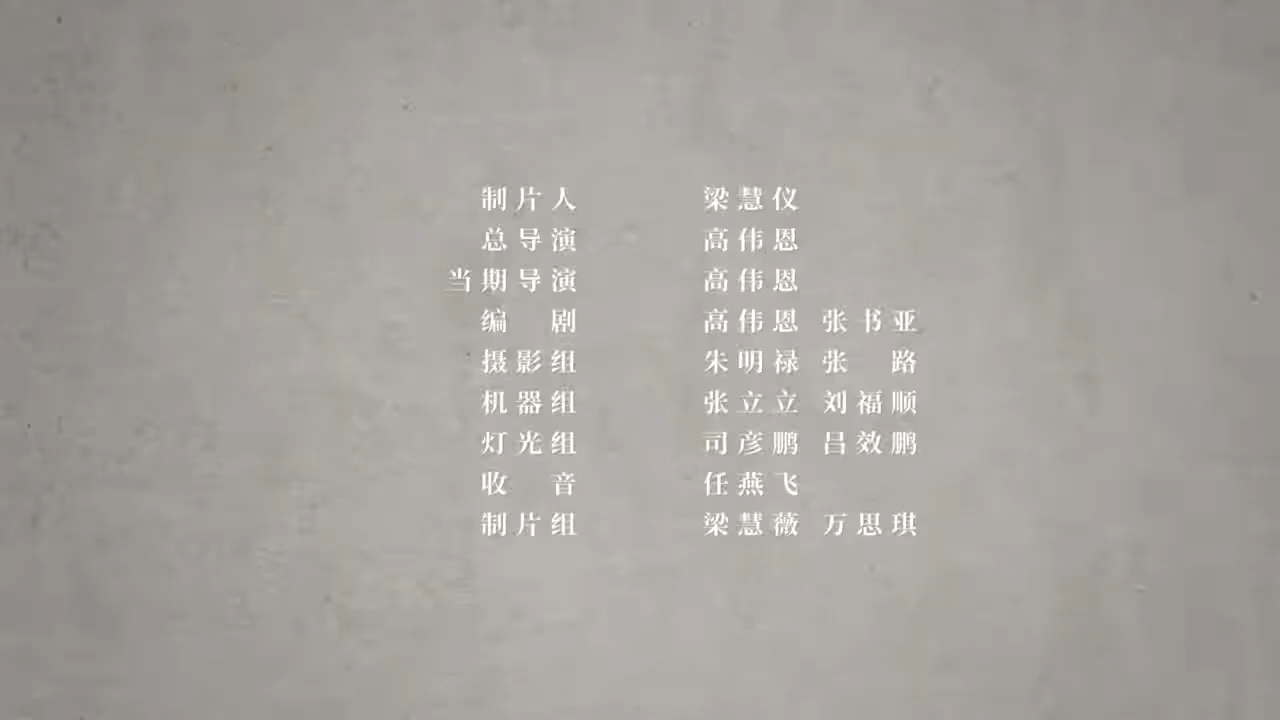 制片人 梁慧仪
总导演 高伟恩
当期导演 高伟恩
编 剧 高伟恩 张书亚
摄影组 朱明禄 张 路
机器组 张立立 刘福顺
灯光组 司彦鹏 吕效鹏
收 音 任燕飞
制片组 梁慧薇 万思琪